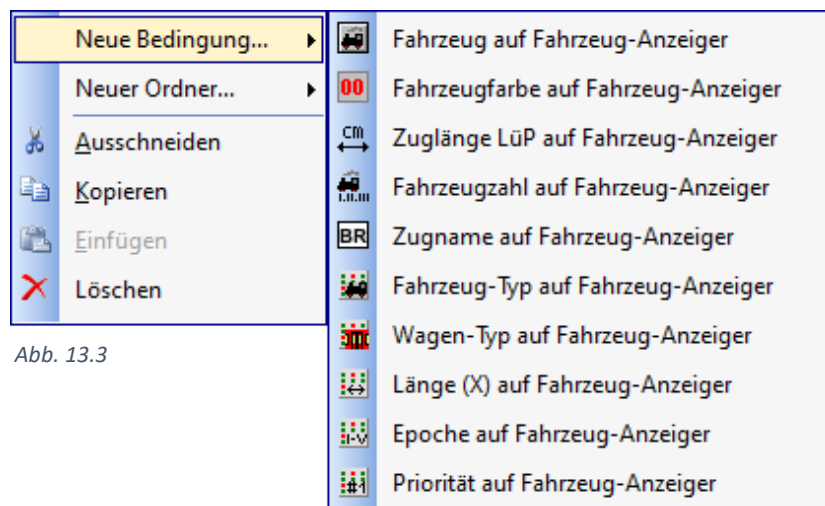 Neue Bedingung...
Neuer Ordner...
Ausschneiden
Kopieren
Einfügen
Löschen
Abb. 13.3
Fahrzeug auf Fahrzeug-Anzeiger
00 Fahrzeugfarbe auf Fahrzeug-Anzeiger
cm Zuglänge LüP auf Fahrzeug-Anzeiger
I.II.III Fahrzeugzahl auf Fahrzeug-Anzeiger
BR Zugname auf Fahrzeug-Anzeiger
Fahrzeug-Typ auf Fahrzeug-Anzeiger
Wagen-Typ auf Fahrzeug-Anzeiger
Länge (X) auf Fahrzeug-Anzeiger
I-V Epoche auf Fahrzeug-Anzeiger
#1 Priorität auf Fahrzeug-Anzeiger